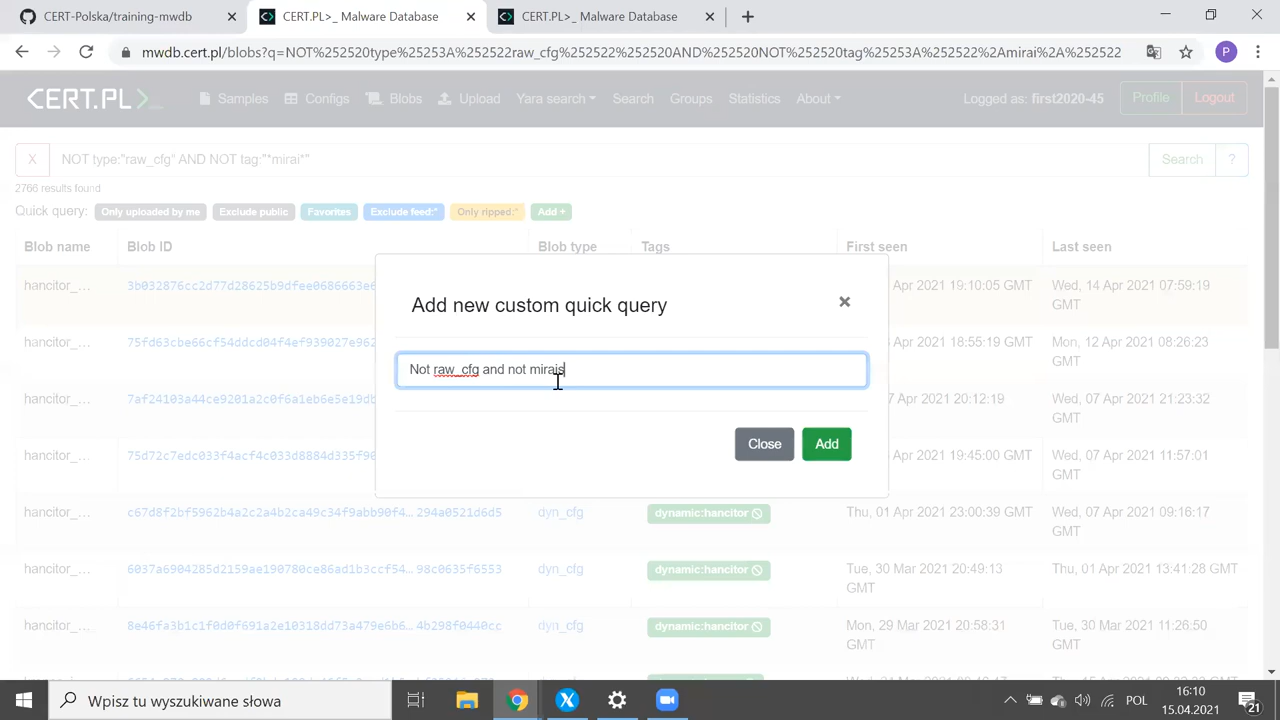 CERT-Polska/training-mwdb
CERT.PL>_ Malware Database
CERT.PL>_ Malware Database
mwdb.cert.pl/blobs?q=NOT%252520type%25253A%252522raw_cfg%252522%252520AND%252520NOT%252520tag%25253A%252522%2Amirai%2A%252522
P
CERT.PL>_
Samples
Configs
Blobs
Upload
Yara search
Search
Groups
Statistics
About
Logged as: first2020-45
Profile
Logout
X
NOT type:"raw_cfg" AND NOT tag:"*mirai*"
Search
?
2766 results found
Quick query:
Only uploaded by me
Exclude public
Favorites
Exclude feed:*
Only ripped:*
Add +
Blob name
Blob ID
Blob type
Tags
First seen
Last seen
Add new custom quick query
×
Not raw_cfg and not mirais
Close
Add
hancitor_...
3b032876cc2d77d28625b9dfee0686663e6
Apr 2021 19:10:05 GMT
Wed, 14 Apr 2021 07:59:19
GMT
hancitor_...
75fd63cbe66cf54ddcd04f4ef939027e962
Apr 2021 18:55:19 GMT
Mon, 12 Apr 2021 08:26:23
GMT
hancitor_...
7af24103a44ce9201a2c0f6a1eb6e5e19db
7 Apr 2021 20:12:19
Wed, 07 Apr 2021 21:23:32
GMT
hancitor_...
75d72c7edc033f4acf4c033d8884d335f90
Apr 2021 19:45:00 GMT
Wed, 07 Apr 2021 11:57:01
GMT
hancitor_...
c67d8f2bf5962b4a2c2a4b2ca49c34f9abb90f4... 294a0521d6d5
dyn_cfg
dynamic:hancitor
Thu, 01 Apr 2021 23:00:39 GMT
Wed, 07 Apr 2021 09:16:17
GMT
hancitor_...
6037a6904285d2159ae190780ce86ad1b3ccf54... 98c0635f6553
dyn_cfg
dynamic:hancitor
Tue, 30 Mar 2021 20:49:13
GMT
Thu, 01 Apr 2021 13:41:28 GMT
hancitor_...
8e46fa3b1c1f0d0f691a2e10318dd73a479e6b6... 4b298f0440cc
dyn_cfg
dynamic:hancitor
Mon, 29 Mar 2021 20:58:31
GMT
Tue, 30 Mar 2021 11:26:50
GMT
Wpisz tu wyszukiwane słowa
POL
16:10
15.04.2021
21